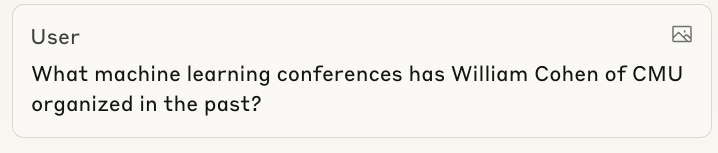 User
What machine learning conferences has William Cohen of CMU
organized in the past?